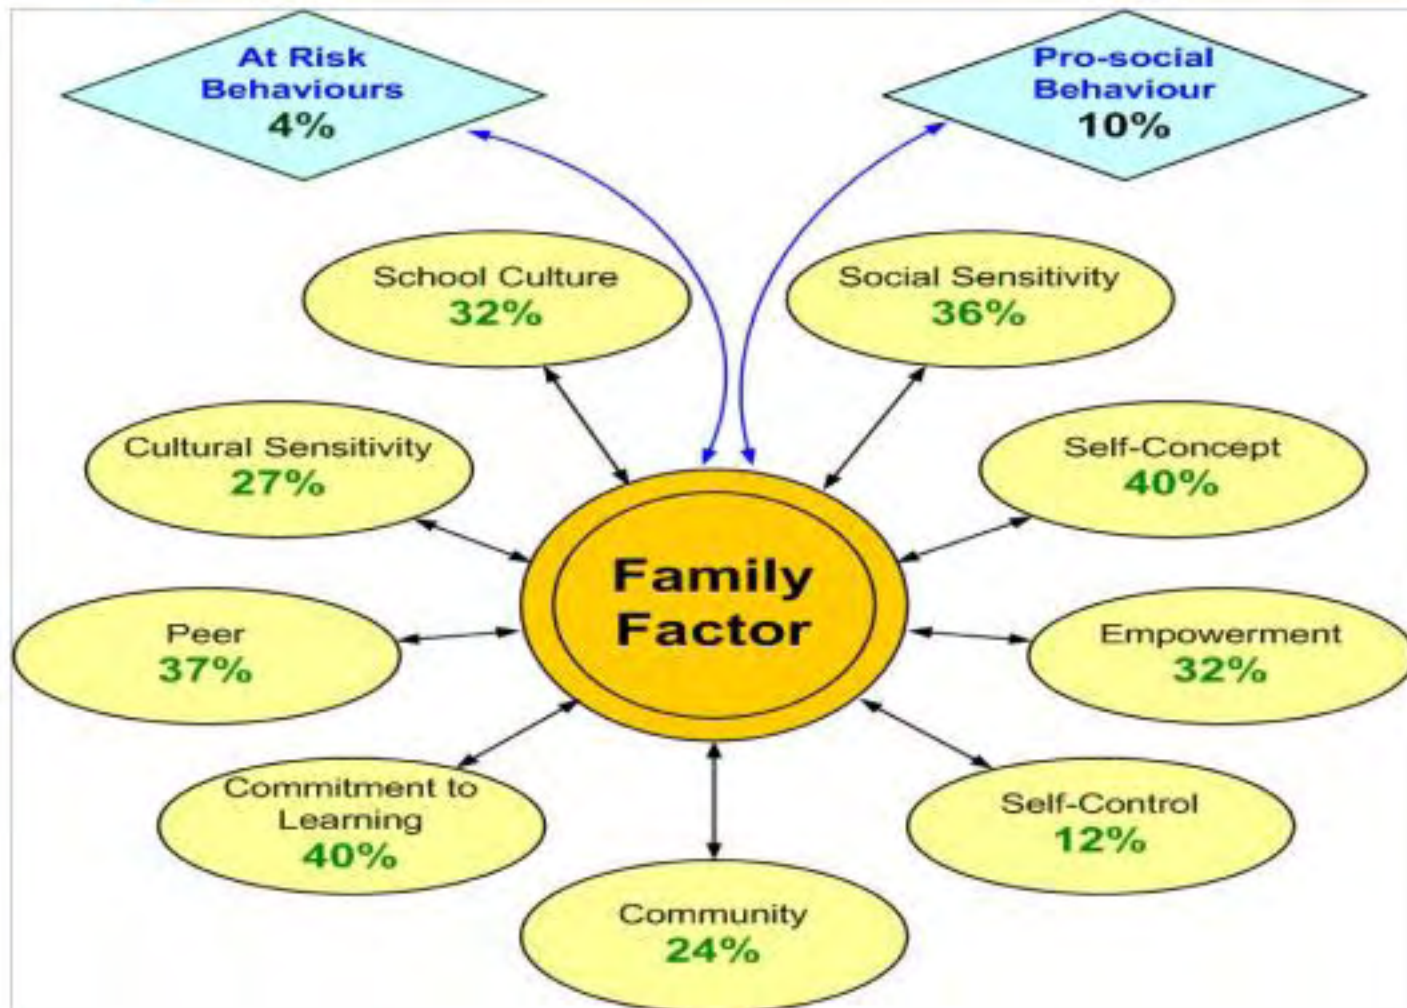 At Risk
Behaviours
4%
Pro-social
Behaviour
10%
School Culture
32%
Social Sensitivity
36%
Cultural Sensitivity
27%
Self-Concept
40%
Family
Factor
Peer
37%
Empowerment
32%
Commitment to
Learning
40%
Self-Control
12%
Community
24%